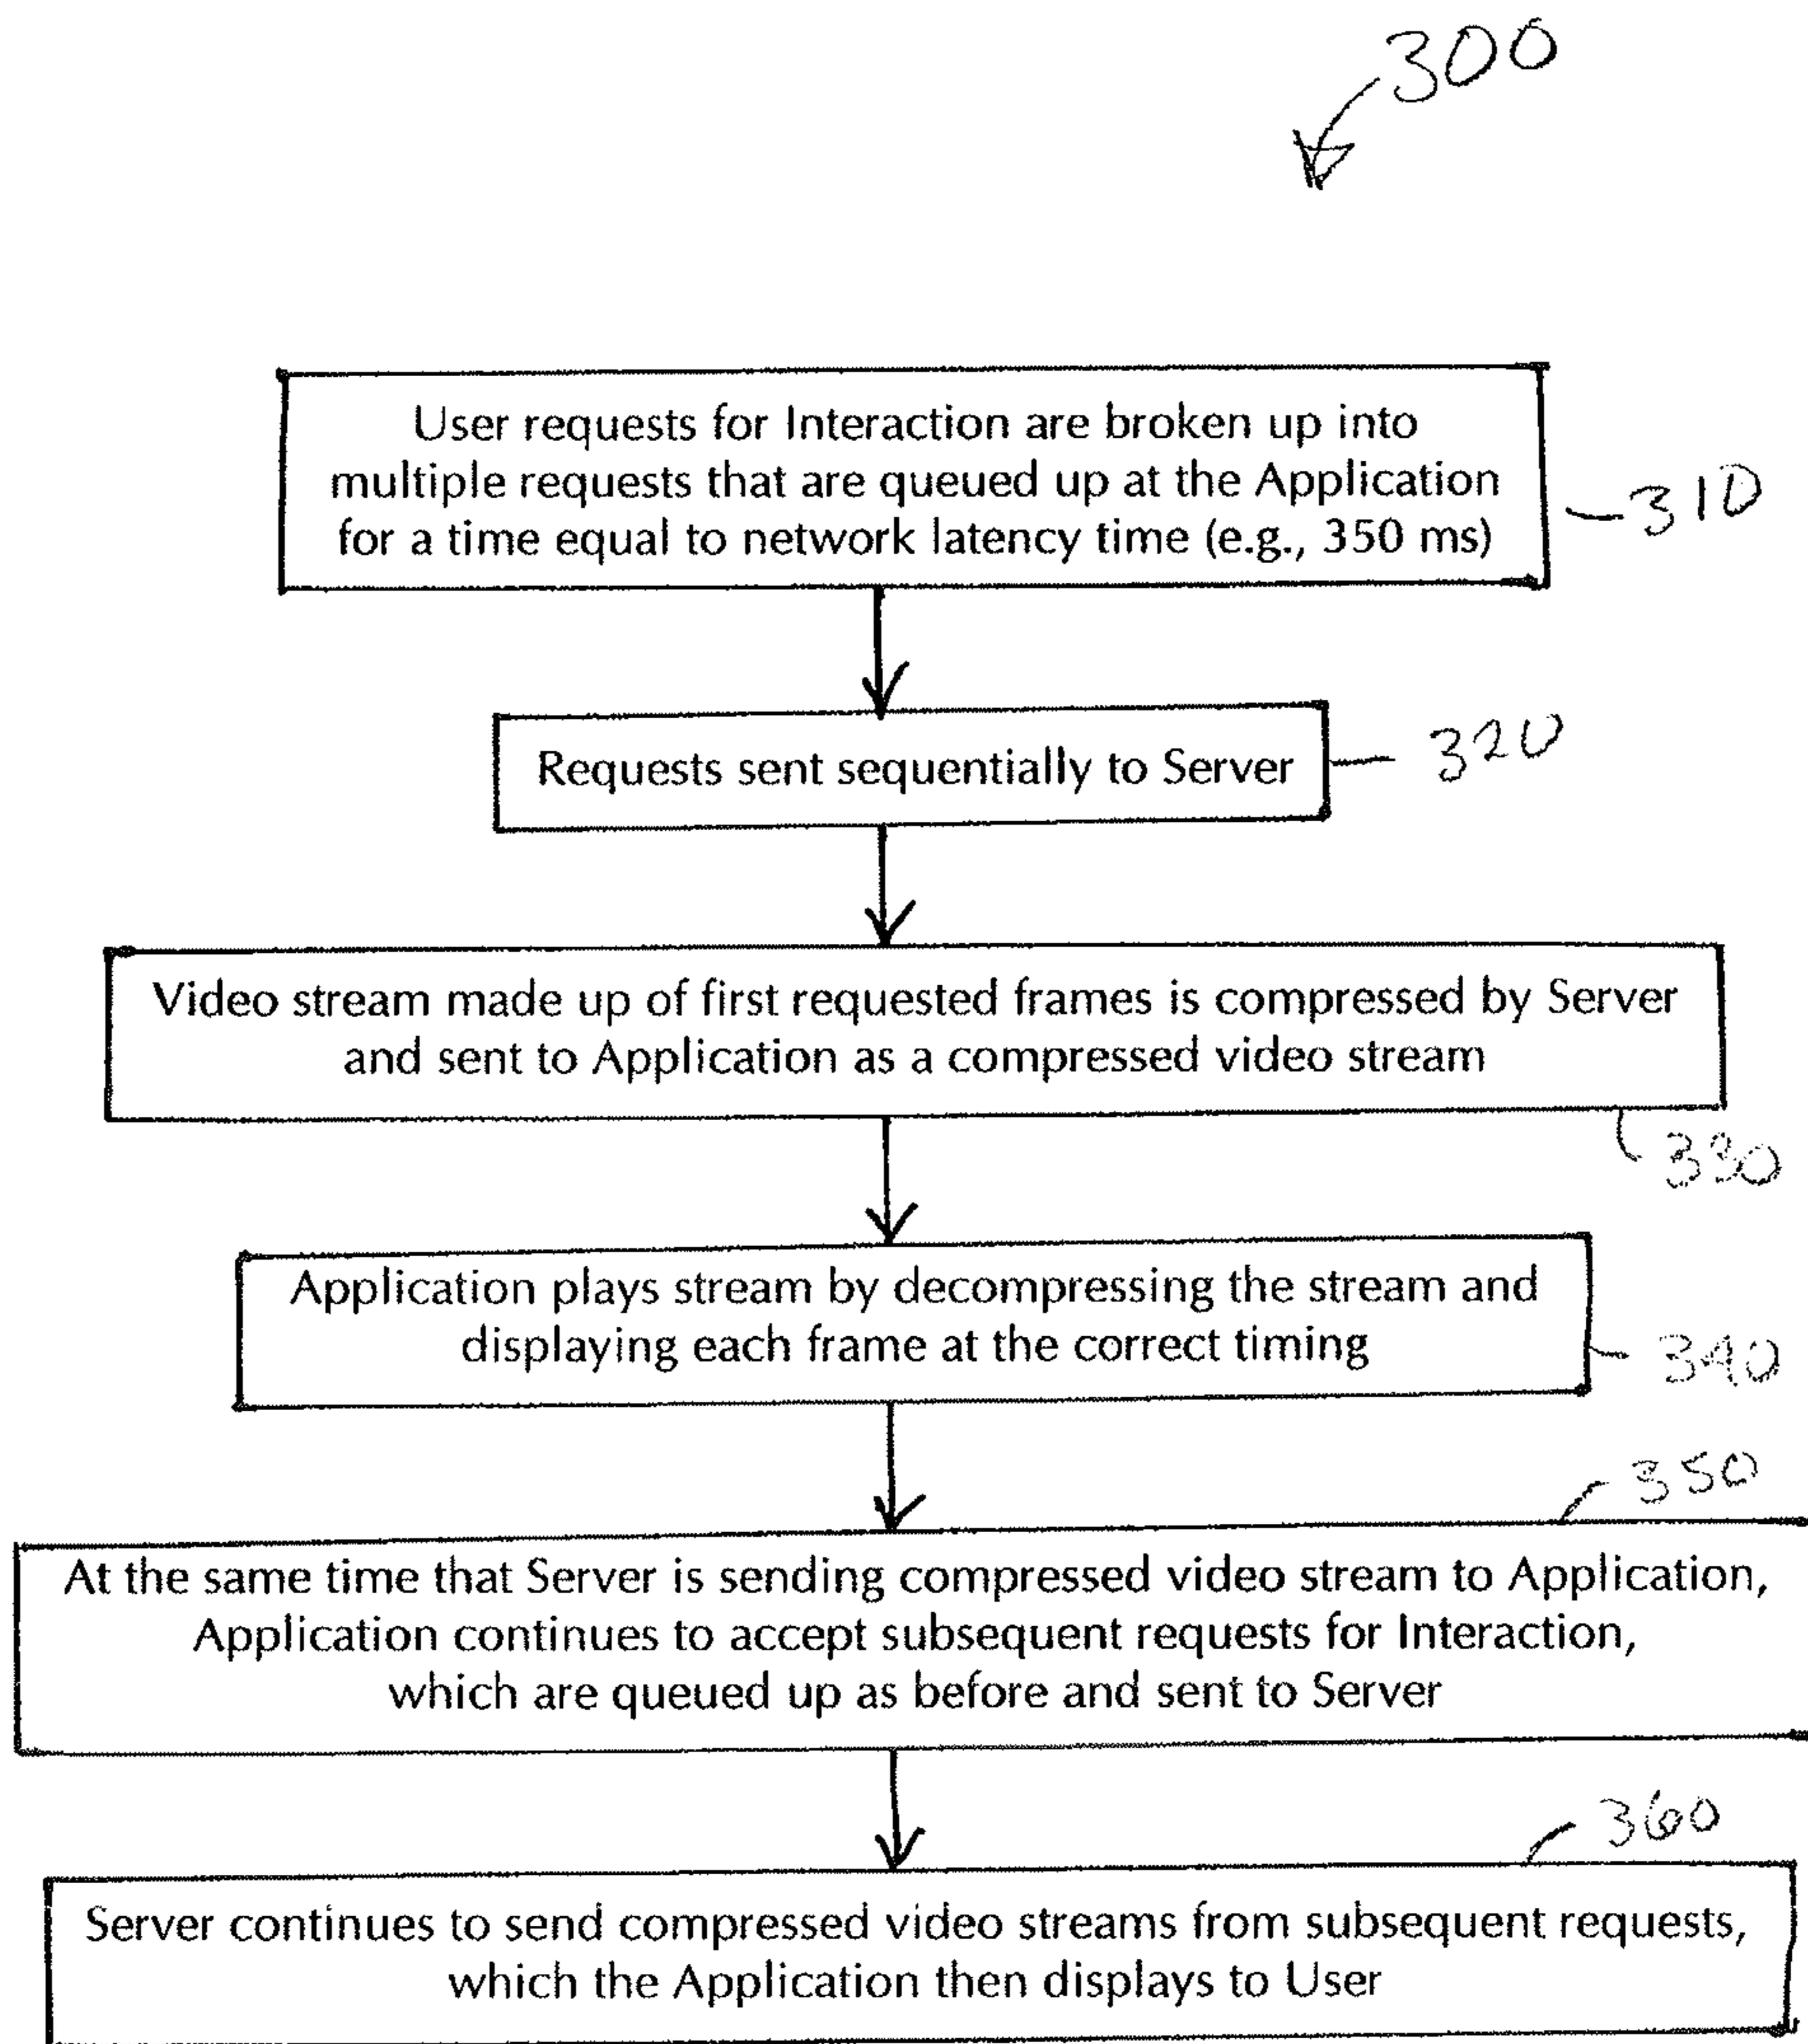 300
User requests for Interaction are broken up into
multiple requests that are queued up at the Application
for a time equal to network latency time (e.g., 350 ms)
310
Requests sent sequentially to Server
320
Video stream made up of first requested frames is compressed by Server
and sent to Application as a compressed video stream
330
Application plays stream by decompressing the stream and
displaying each frame at the correct timing
340
350
At the same time that Server is sending compressed video stream to Application,
Application continues to accept subsequent requests for Interaction,
which are queued up as before and sent to Server
360
Server continues to send compressed video streams from subsequent requests,
which the Application then displays to User